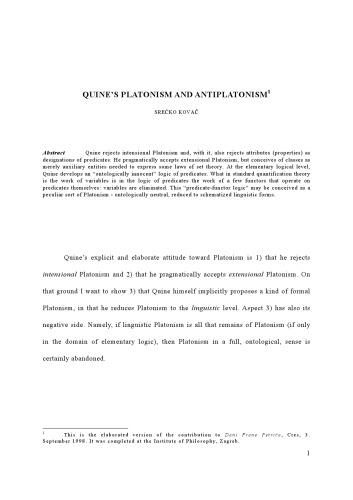 QUINE'S PLATONISM AND ANTIPLATONISM¹
SREĆKO KOVAČ
Abstract Quine rejects intensional Platonism and, with it, also rejects attributes (properties) as
designations of predicates. He pragmatically accepts extensional Platonism, but conceives of classes as
merely auxiliary entities needed to express some laws of set theory. At the elementary logical level,
Quine develops an "ontologically innocent" logic of predicates. What in standard quantification theory
is the work of variables is in the logic of predicates the work of a few functors that operate on
predicates themselves: variables are eliminated. This "predicate-functor logic" may be conceived as a
peculiar sort of Platonism - ontologically neutral, reduced to schematized linguistic forms.
Quine's explicit and elaborate attitude toward Platonism is 1) that he rejects
intensional Platonism and 2) that he pragmatically accepts extensional Platonism. On
that ground I want to show 3) that Quine himself implicitly proposes a kind of formal
Platonism, in that he reduces Platonism to the linguistic level. Aspect 3) has also its
negative side. Namely, if linguistic Platonism is all that remains of Platonism (if only
in the domain of elementary logic), then Platonism in a full, ontological, sense is
certainly abandoned.
¹ This is the elaborated version of the contribution to Dani Frane Petrića, Cres, 3.
September 1998. It was completed at the Institute of Philosophy, Zagreb.
1